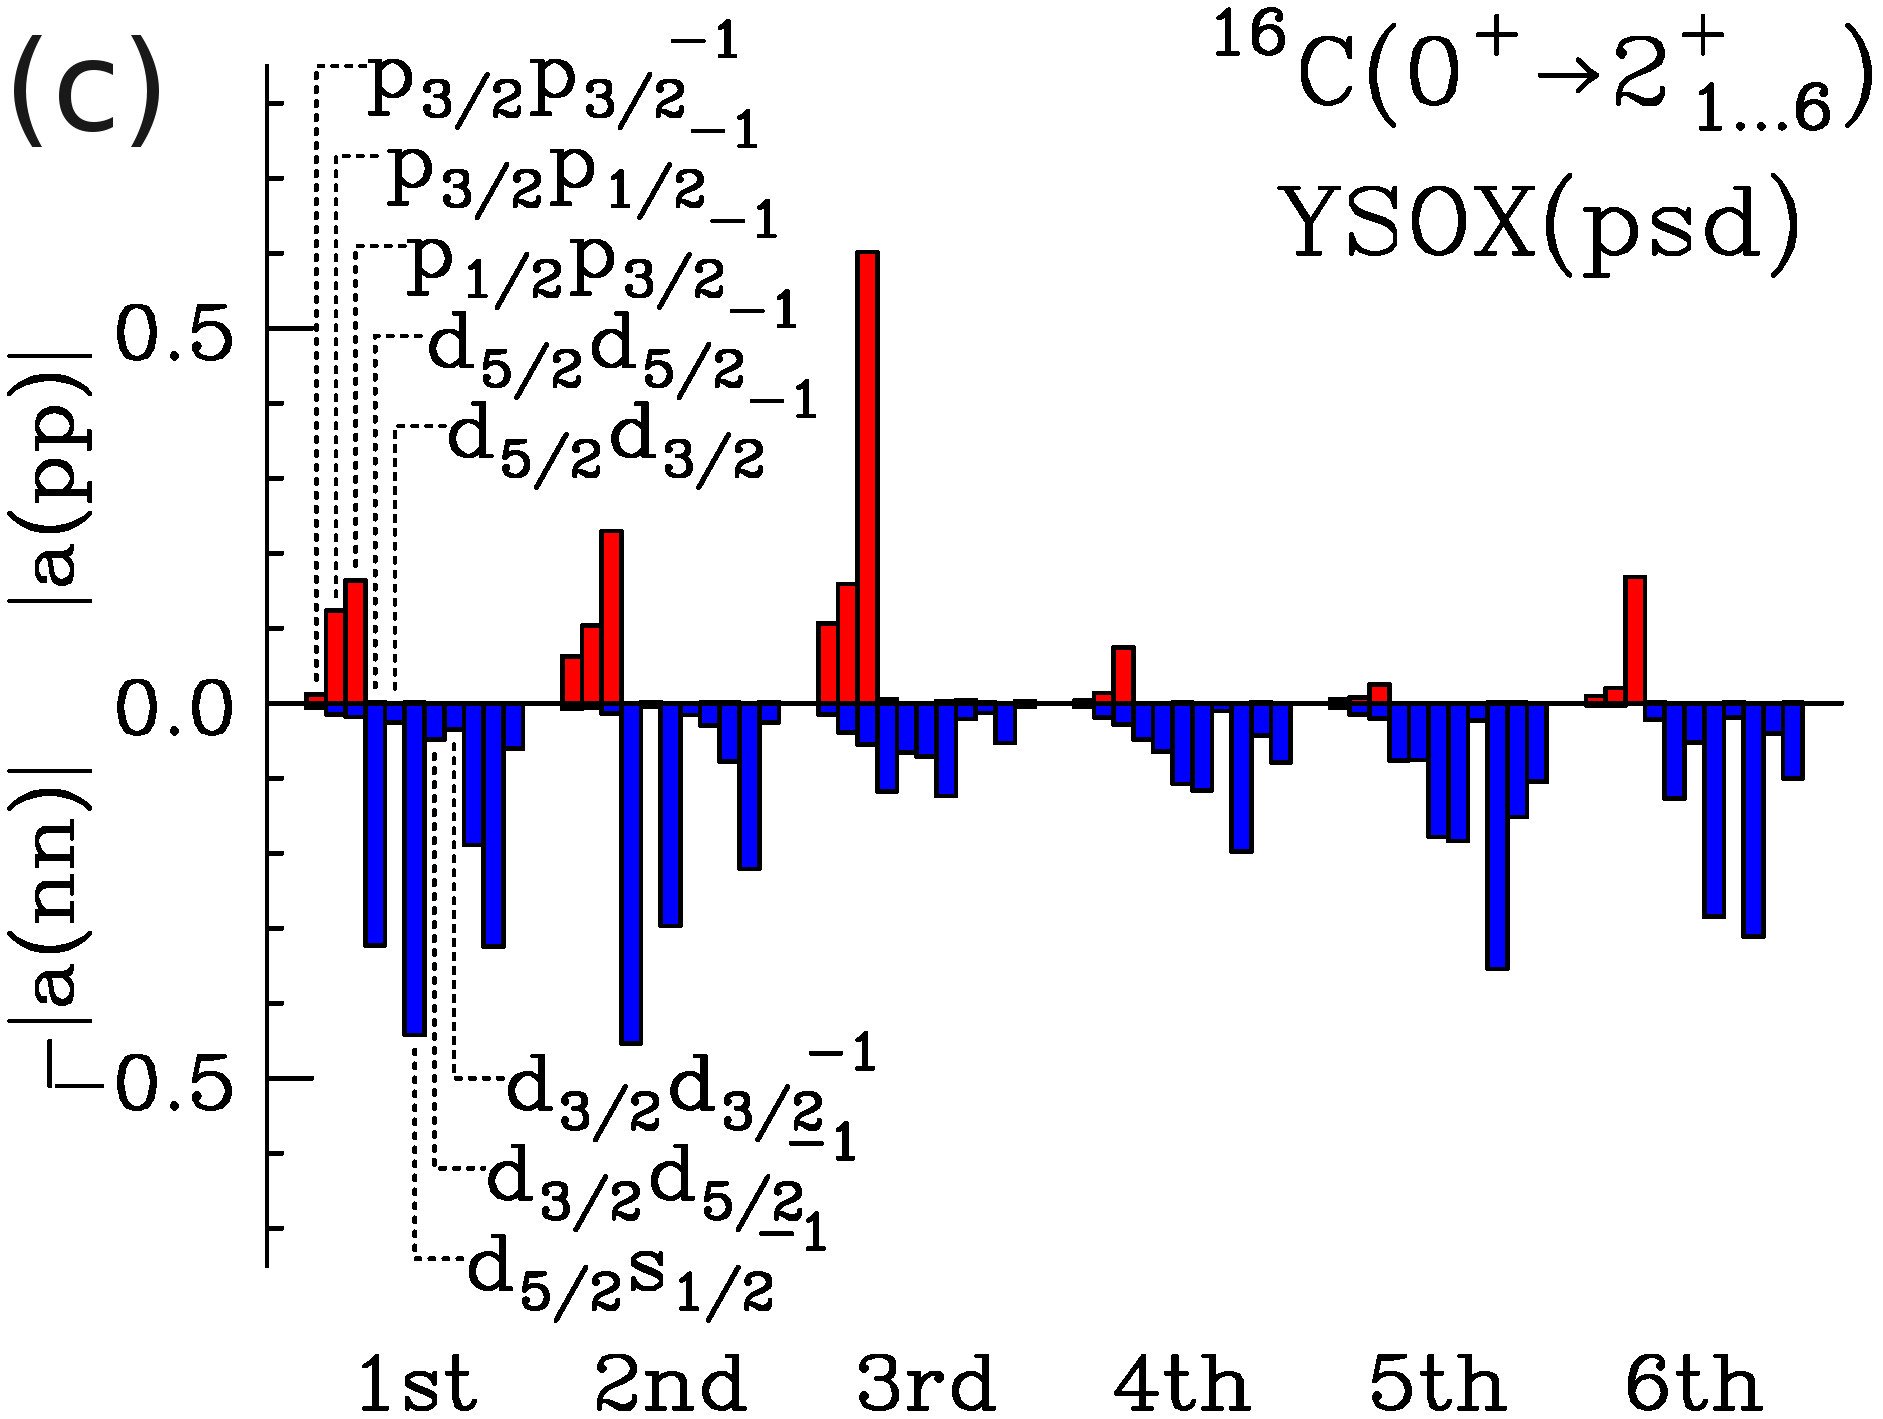 (c)
¹⁶C(0⁺→2⁺₁...₆)
YSOX(psd)
p₃/₂p₃/₂⁻¹
p₃/₂p₁/₂⁻¹
p₁/₂p₃/₂⁻¹
d₅/₂d₅/₂⁻¹
d₅/₂d₃/₂⁻¹
0.5
0.0
−0.5
|a(pp)|
−|a(nn)|
d₃/₂d₃/₂⁻¹
d₃/₂d₅/₂⁻¹
d₅/₂s₁/₂⁻¹
1st 2nd 3rd 4th 5th 6th